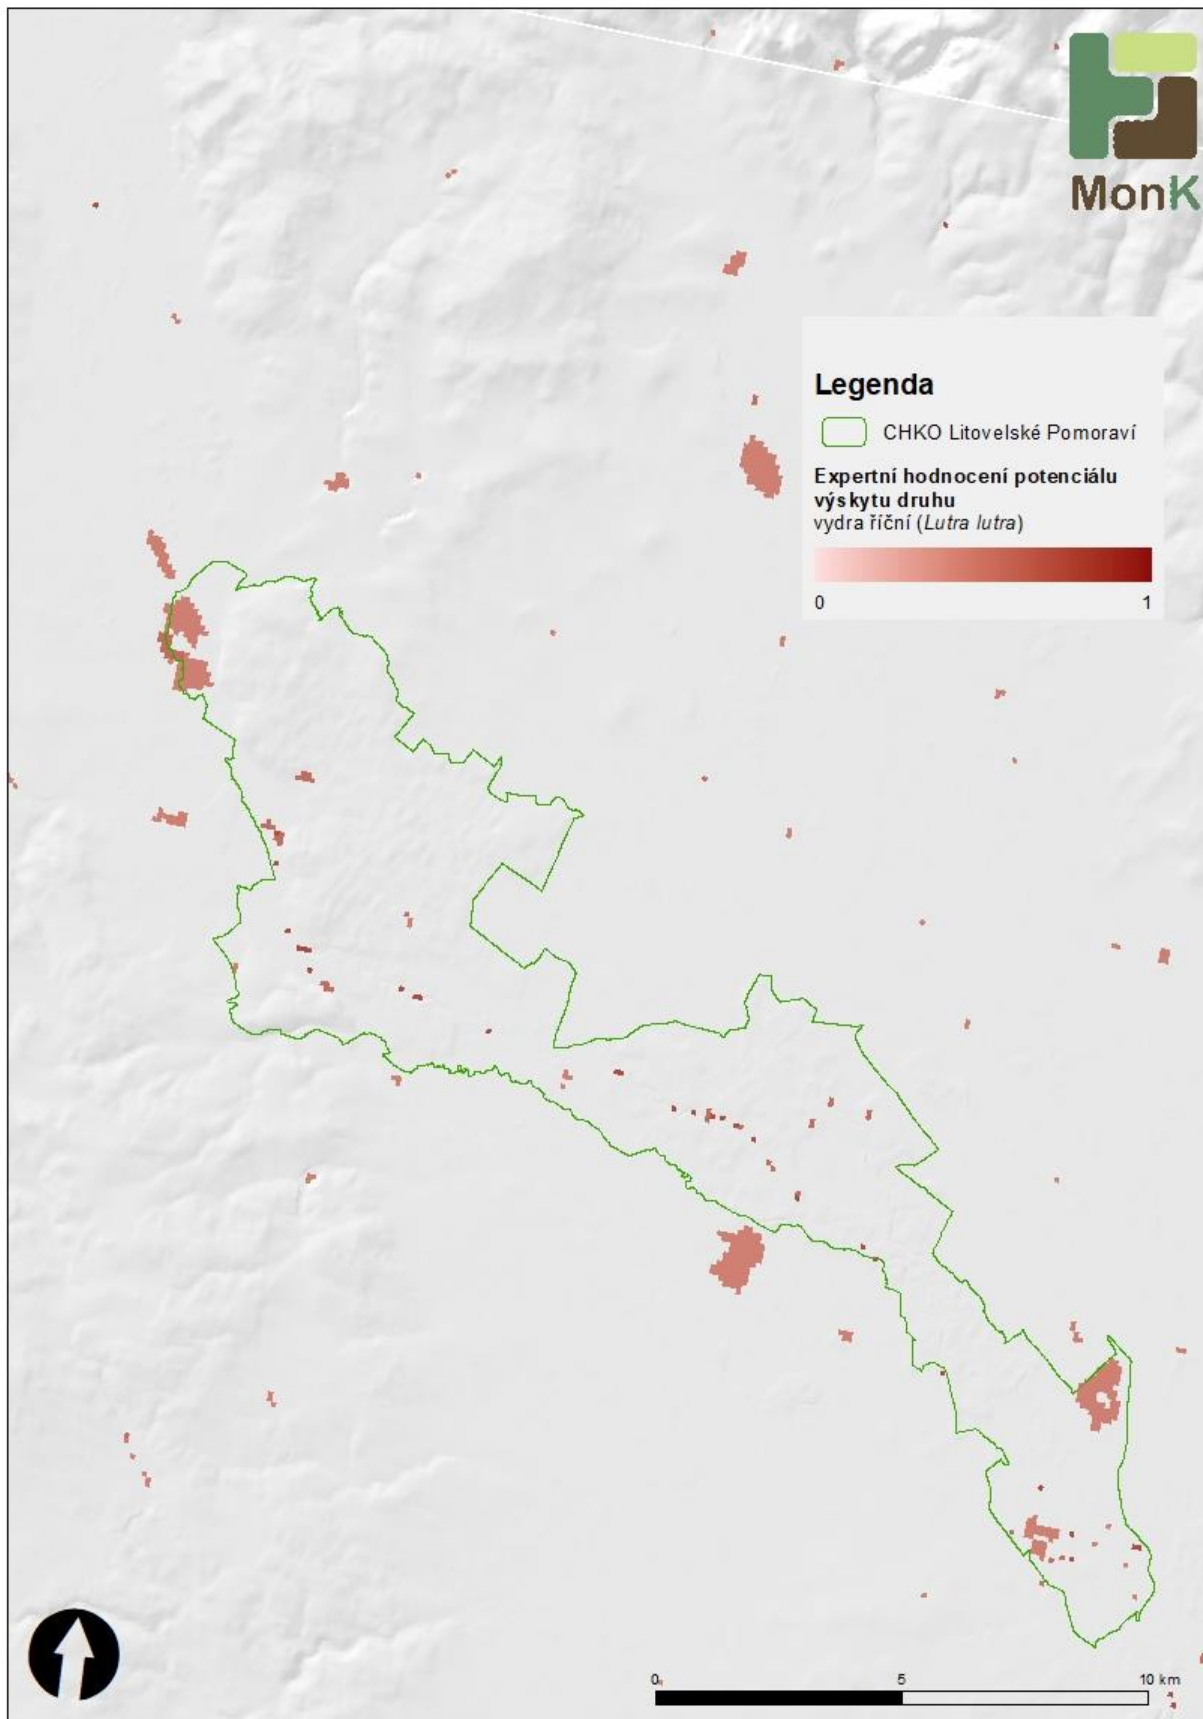 MonK
Legenda
CHKO Litovelské Pomoraví
Expertní hodnocení potenciálu
výskytu druhu
vydra říční (Lutra lutra)
0 1
0 5 10 km